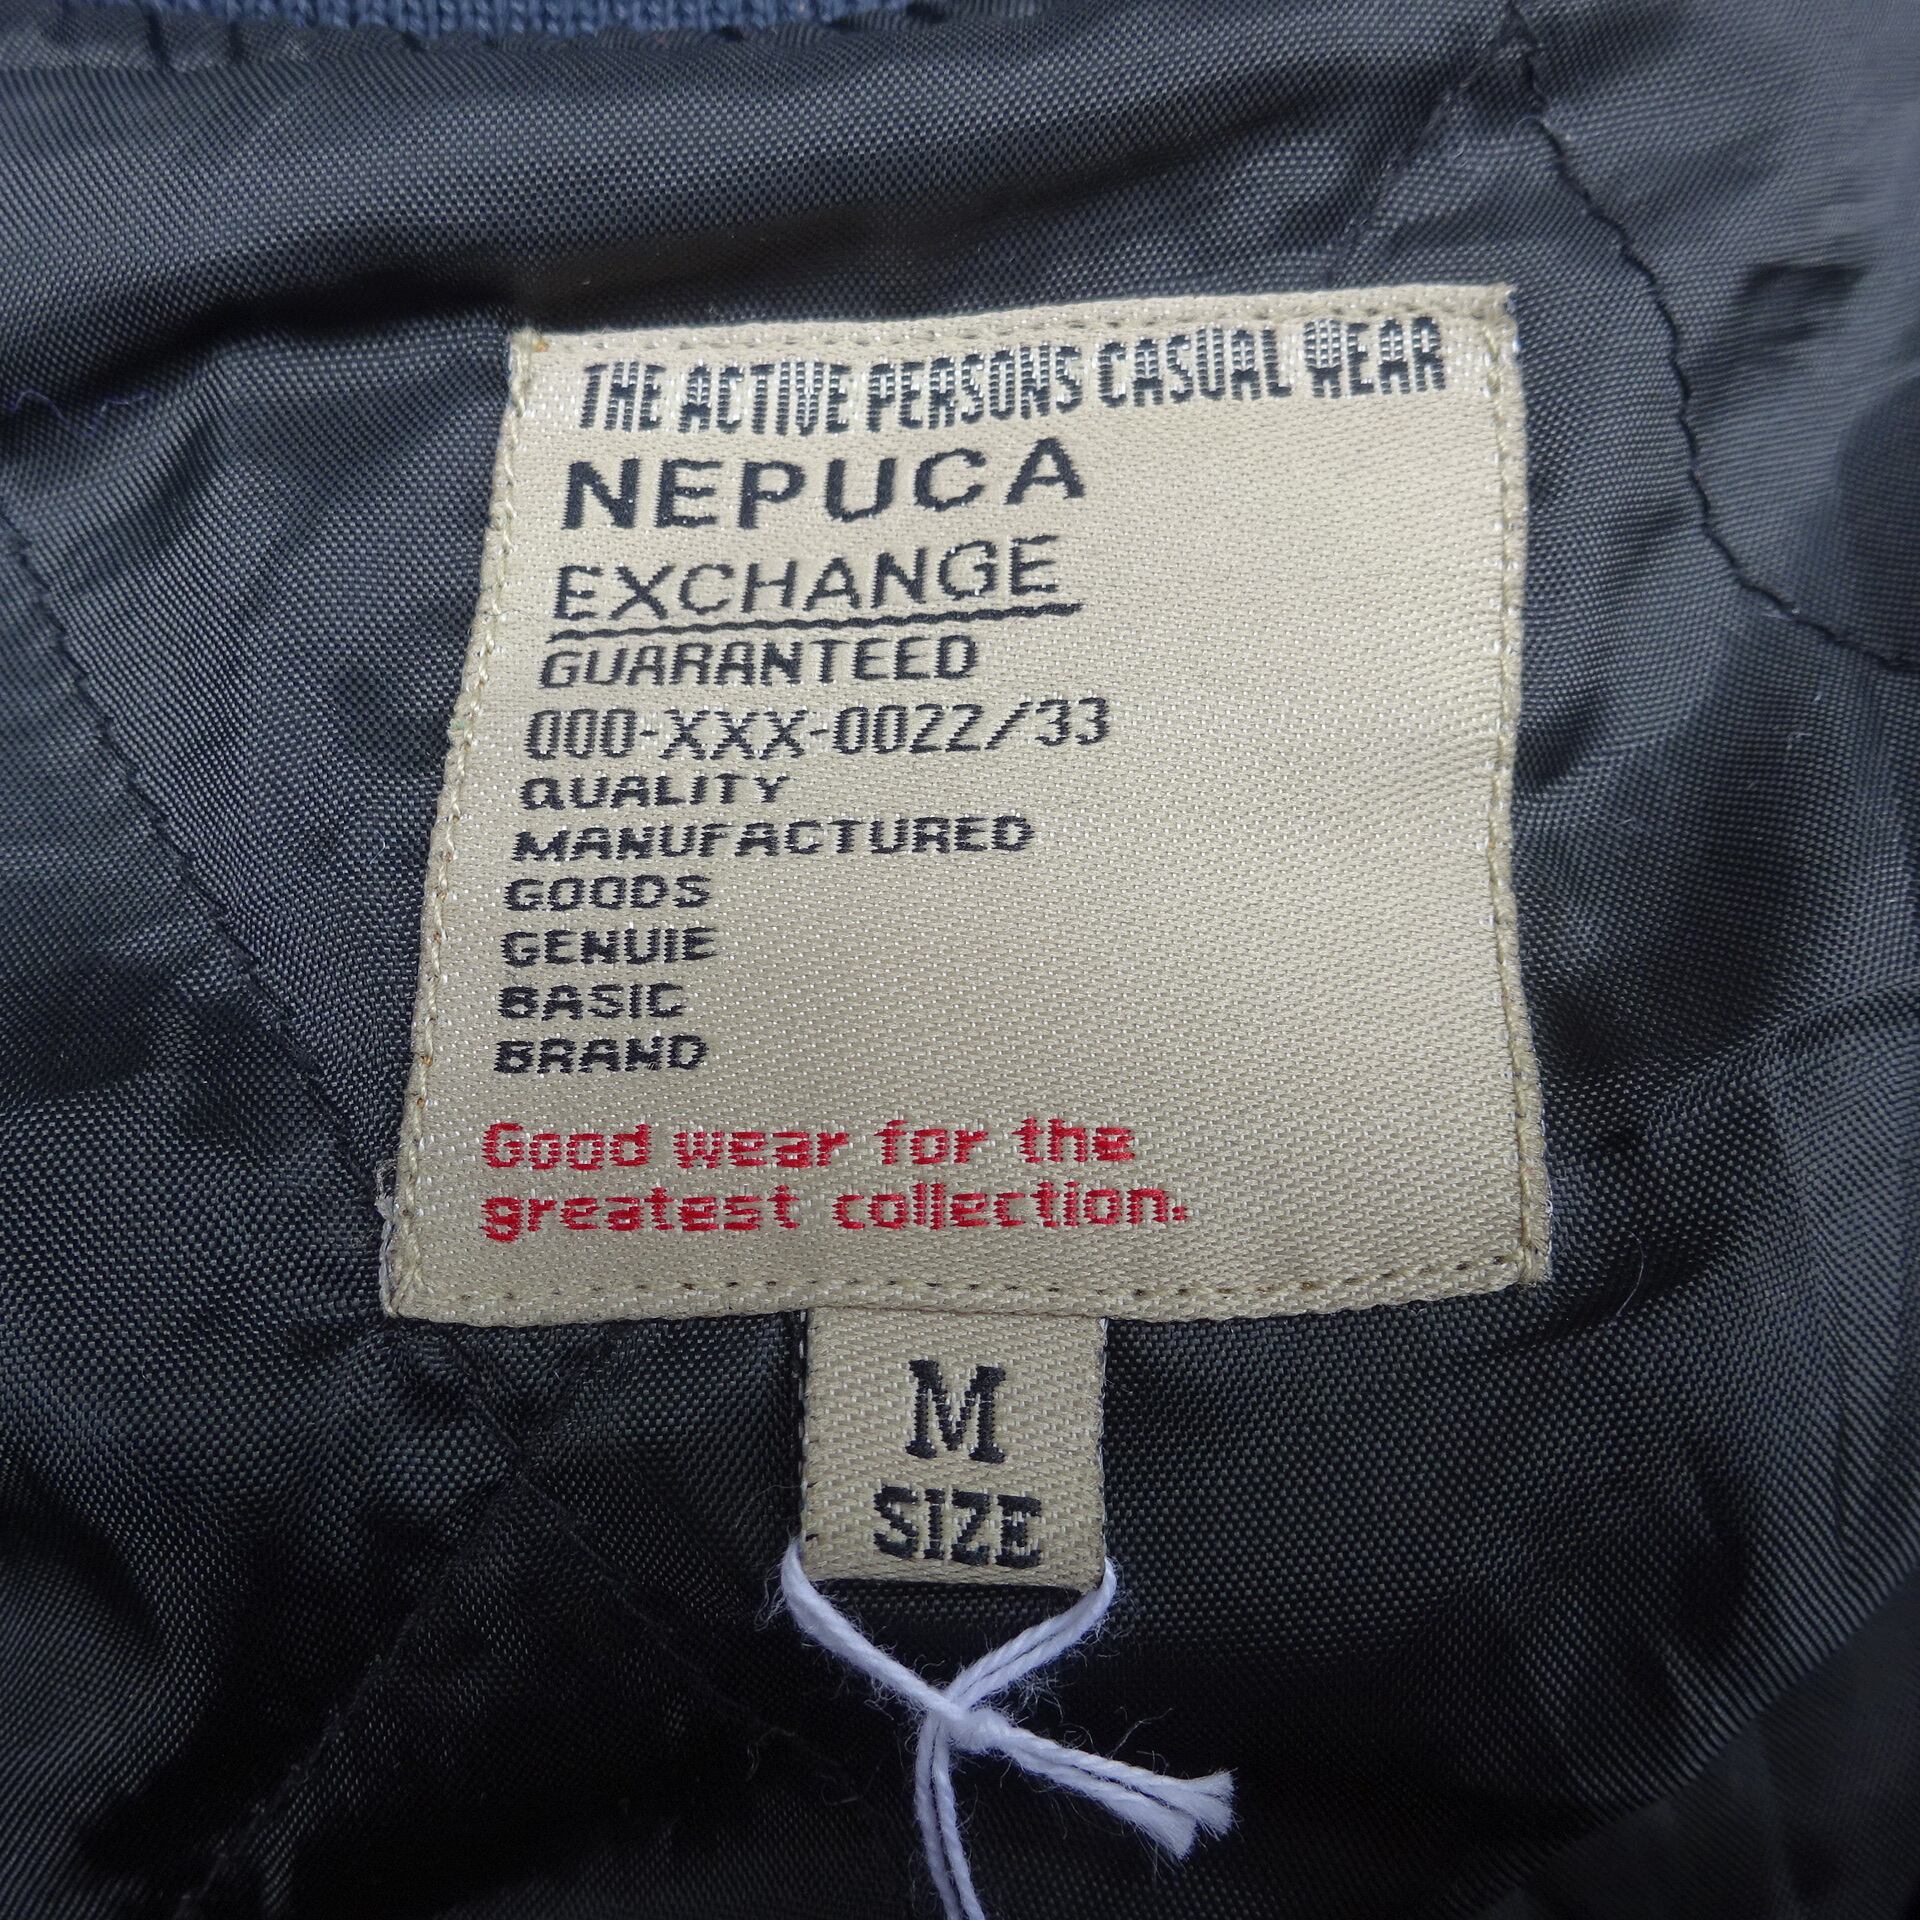 THE ACTIVE PERSONS CASUAL WEAR
NEPUCA
EXCHANGE
GUARANTEED
000-XXX-0022/33
QUALITY
MANUFACTURED
GOODS
GENUIE
BASIC
BRAND
Good wear for the
greatest collection.
M
SIZE